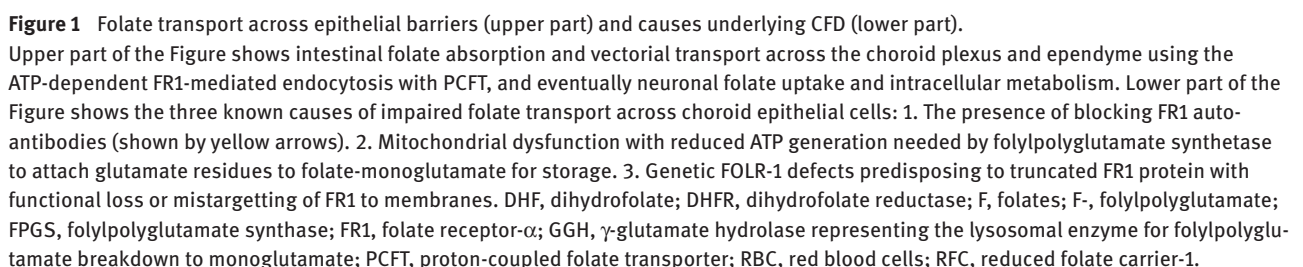 Figure 1 Folate transport across epithelial barriers (upper part) and causes underlying CFD (lower part).
Upper part of the Figure shows intestinal folate absorption and vectorial transport across the choroid plexus and ependyme using the
ATP-dependent FR1-mediated endocytosis with PCFT, and eventually neuronal folate uptake and intracellular metabolism. Lower part of the
Figure shows the three known causes of impaired folate transport across choroid epithelial cells: 1. The presence of blocking FR1 auto-
antibodies (shown by yellow arrows). 2. Mitochondrial dysfunction with reduced ATP generation needed by folylpolyglutamate synthetase
to attach glutamate residues to folate-monoglutamate for storage. 3. Genetic FOLR-1 defects predisposing to truncated FR1 protein with
functional loss or mistargetting of FR1 to membranes. DHF, dihydrofolate; DHFR, dihydrofolate reductase; F, folates; F-, folylpolyglutamate;
FPGS, folylpolyglutamate synthase; FR1, folate receptor-α; GGH, γ-glutamate hydrolase representing the lysosomal enzyme for folylpolyglu-
tamate breakdown to monoglutamate; PCFT, proton-coupled folate transporter; RBC, red blood cells; RFC, reduced folate carrier-1.